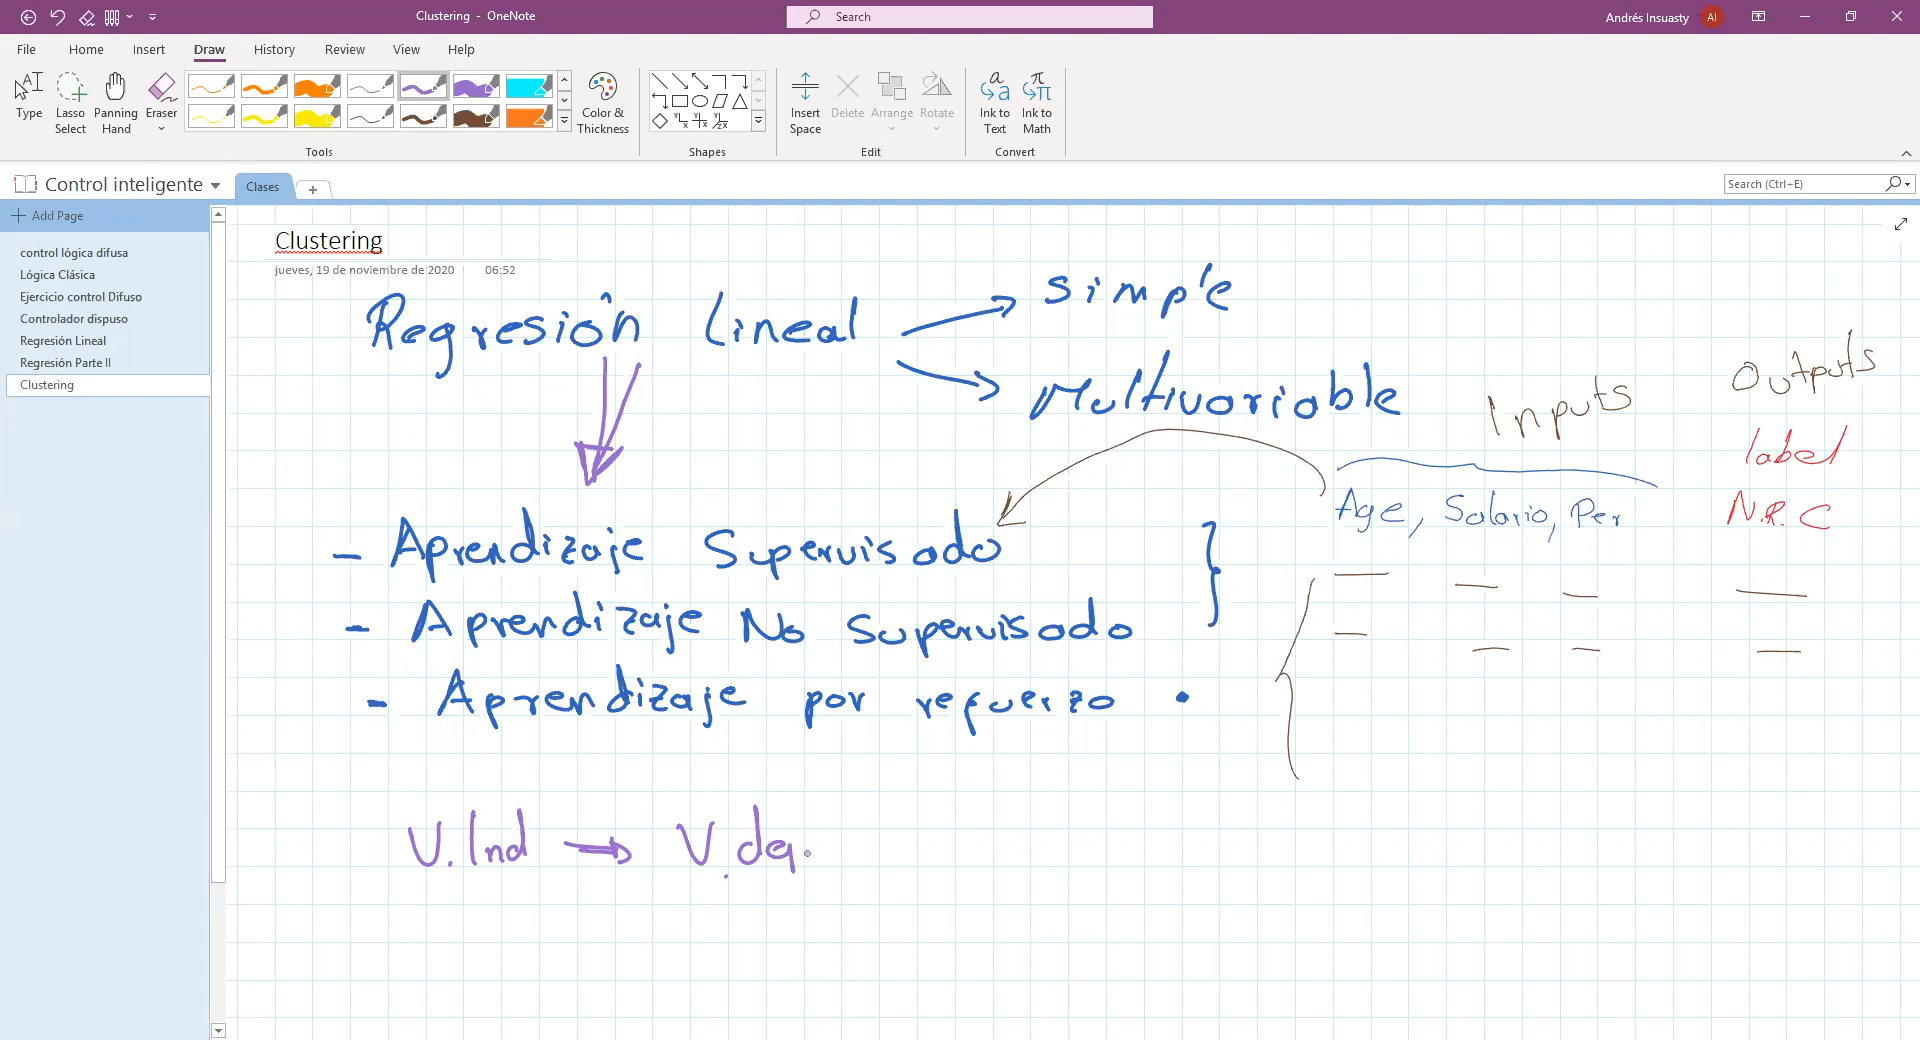 Clustering - OneNote
Search
Andrés Insuasty
AI
File Home Insert Draw History Review View Help
Type
Lasso Select
Panning Hand
Eraser
Color & Thickness
Insert Space
Delete
Arrange
Rotate
Ink to Text
Ink to Math
Tools
Shapes
Edit
Convert
Control inteligente
Clases
Search (Ctrl+E)
Add Page
control lógica difusa
Lógica Clásica
Ejercicio control Difuso
Controlador dispuso
Regresión Lineal
Regresión Parte II
Clustering
Clustering
jueves, 19 de noviembre de 2020 06:52
Regresión Lineal
simple
Multivariable
Inputs
Outputs
label
Age, Salario, Per
N.R.C
- Aprendizaje Supervisado
- Aprendizaje No Supervisado
- Aprendizaje por refuerzo
V. Ind → V. dep